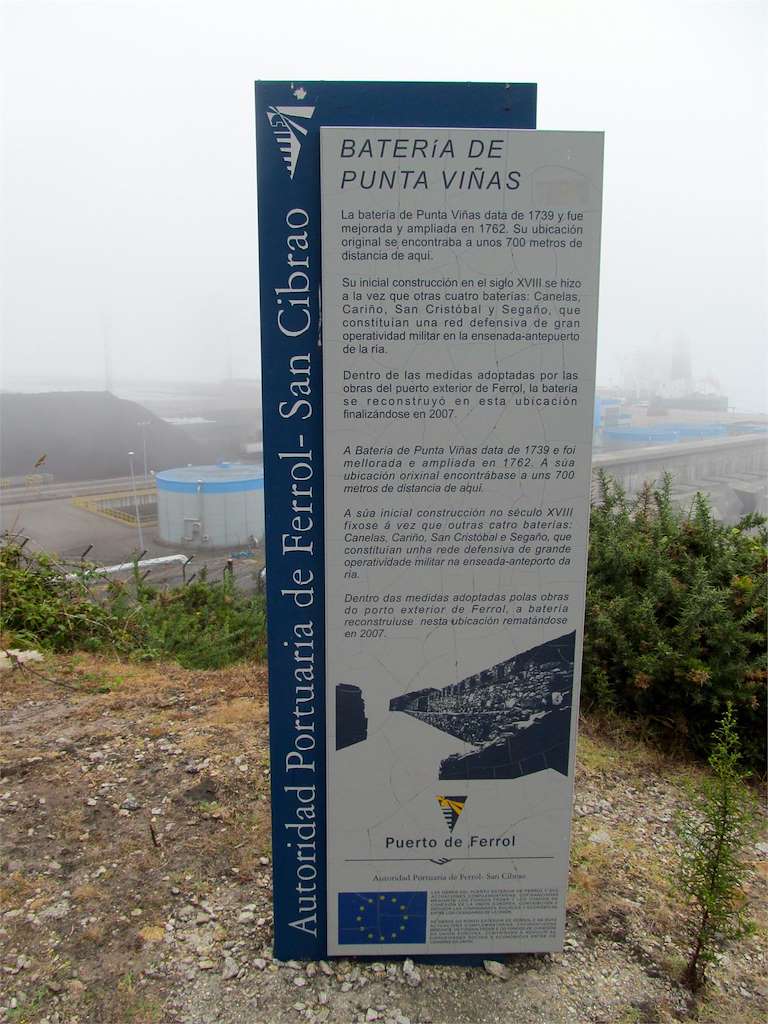 Autoridad Portuaria de Ferrol- San Cibrao
BATERíA DE
PUNTA VIÑAS
La batería de Punta Viñas data de 1739 y fue
mejorada y ampliada en 1762. Su ubicación
original se encontraba a unos 700 metros de
distancia de aquí.
Su inicial construcción en el siglo XVIII se hizo
a la vez que otras cuatro baterías: Canelas,
Cariño, San Cristóbal y Segaño, que
constituían una red defensiva de gran
operatividad militar en la ensenada-antepuerto
de la ría.
Dentro de las medidas adoptadas por las
obras del puerto exterior de Ferrol, la batería
se reconstruyó en esta ubicación
finalizándose en 2007.
A Batería de Punta Viñas data de 1739 e foi
mellorada e ampliada en 1762. A súa
ubicación orixinal encontrábase a uns 700
metros de distancia de aquí.
A súa inicial construcción no século XVIII
fixose á vez que outras catro baterías:
Canelas, Cariño, San Cristóbal e Segaño, que
constituían unha rede defensiva de grande
operatividade militar na enseada-anteporto da
ría.
Dentro das medidas adoptadas polas obras
do porto exterior de Ferrol, a batería
reconstruiuse nesta ubicación rematándose
en 2007.
Puerto de Ferrol
Autoridad Portuaria de Ferrol- San Cibrao